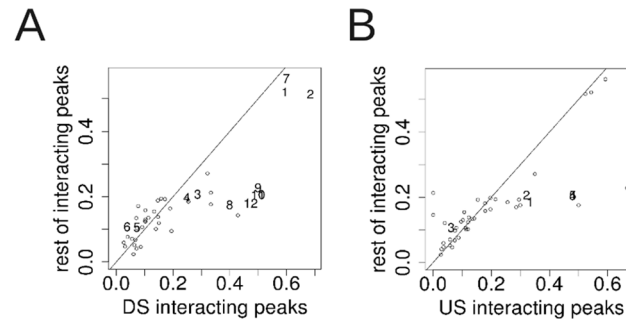 A
B
rest of interacting peaks
0.0 0.2 0.4
7
1 2
9
4 3
8 12
6 5
0.0 0.2 0.4 0.6
DS interacting peaks
rest of interacting peaks
0.0 0.2 0.4
2
1
3
0.0 0.2 0.4 0.6
US interacting peaks